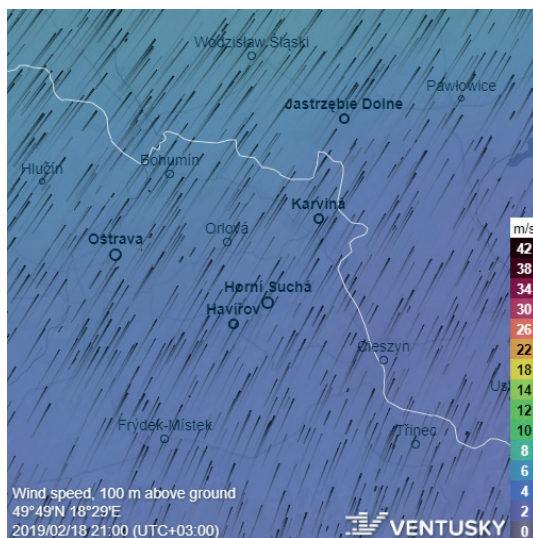 Wodzisław Śląski
Pawłowice
Jastrzębie Dolne
Bohumín
Hlučín
Karviná
Orlová
Ostrava
m/s
42
Horní Suchá
38
Havířov
34
30
26
Cieszyn
22
18
14
Frýdek-Místek
Třinec
12
10
8
6
Wind speed, 100 m above ground
4
49°49'N 18°29'E
2
2019/02/18 21:00 (UTC+03:00)
VENTUSKY
0